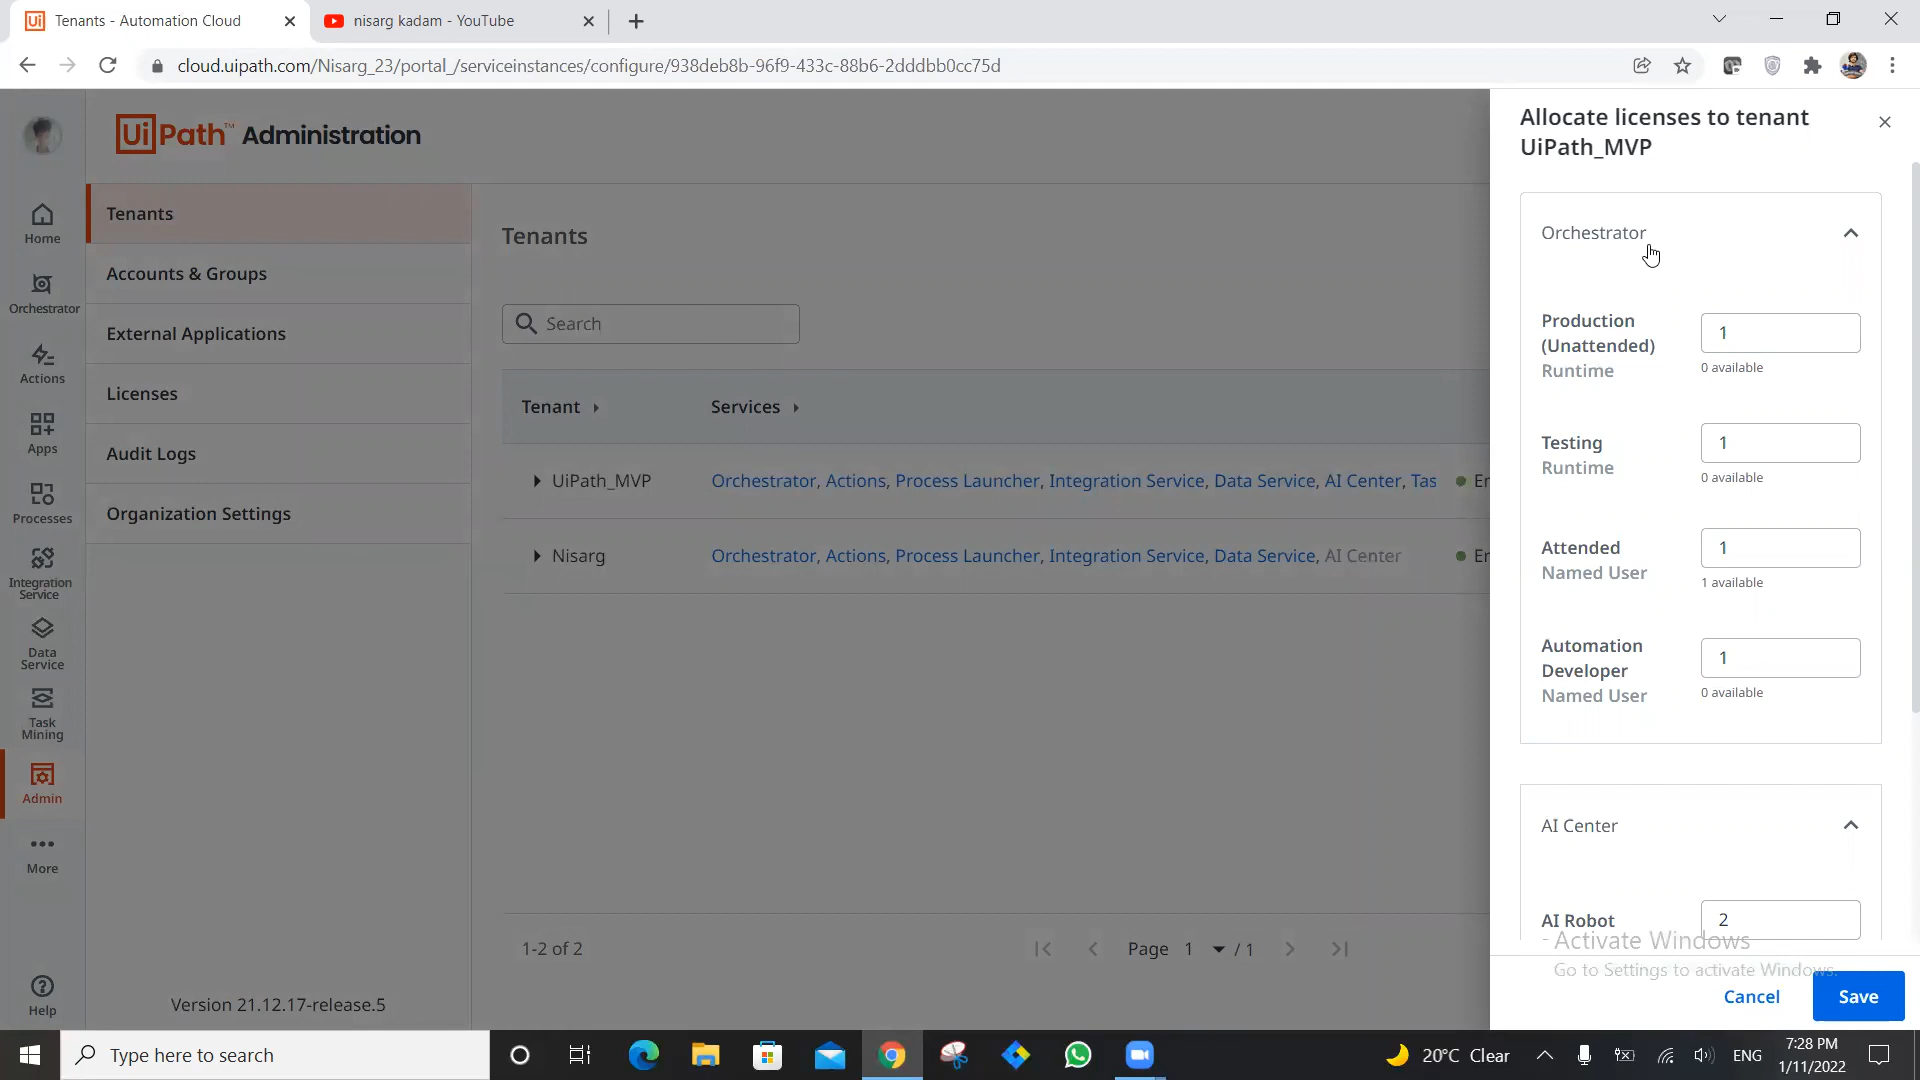 Tenants - Automation Cloud
nisarg kadam - YouTube
cloud.uipath.com/Nisarg_23/portal_/serviceinstances/configure/938deb8b-96f9-433c-88b6-2dddbb0cc75d
UiPath™ Administration
Home
Orchestrator
Actions
Apps
Processes
Integration
Service
Data
Service
Task
Mining
Admin
More
Help
Tenants
Accounts & Groups
External Applications
Licenses
Audit Logs
Organization Settings
Version 21.12.17-release.5
Tenants
Search
Tenant Services
UiPath_MVP Orchestrator, Actions, Process Launcher, Integration Service, Data Service, AI Center, Tas En
Nisarg Orchestrator, Actions, Process Launcher, Integration Service, Data Service, AI Center En
1-2 of 2 Page 1 / 1
Allocate licenses to tenant
UiPath_MVP
Orchestrator
Production
(Unattended)
Runtime
1
0 available
Testing
Runtime
1
0 available
Attended
Named User
1
1 available
Automation
Developer
Named User
1
0 available
AI Center
AI Robot
2
Activate Windows
Go to Settings to activate Windows.
Cancel Save
Type here to search
20°C Clear
ENG
7:28 PM
1/11/2022